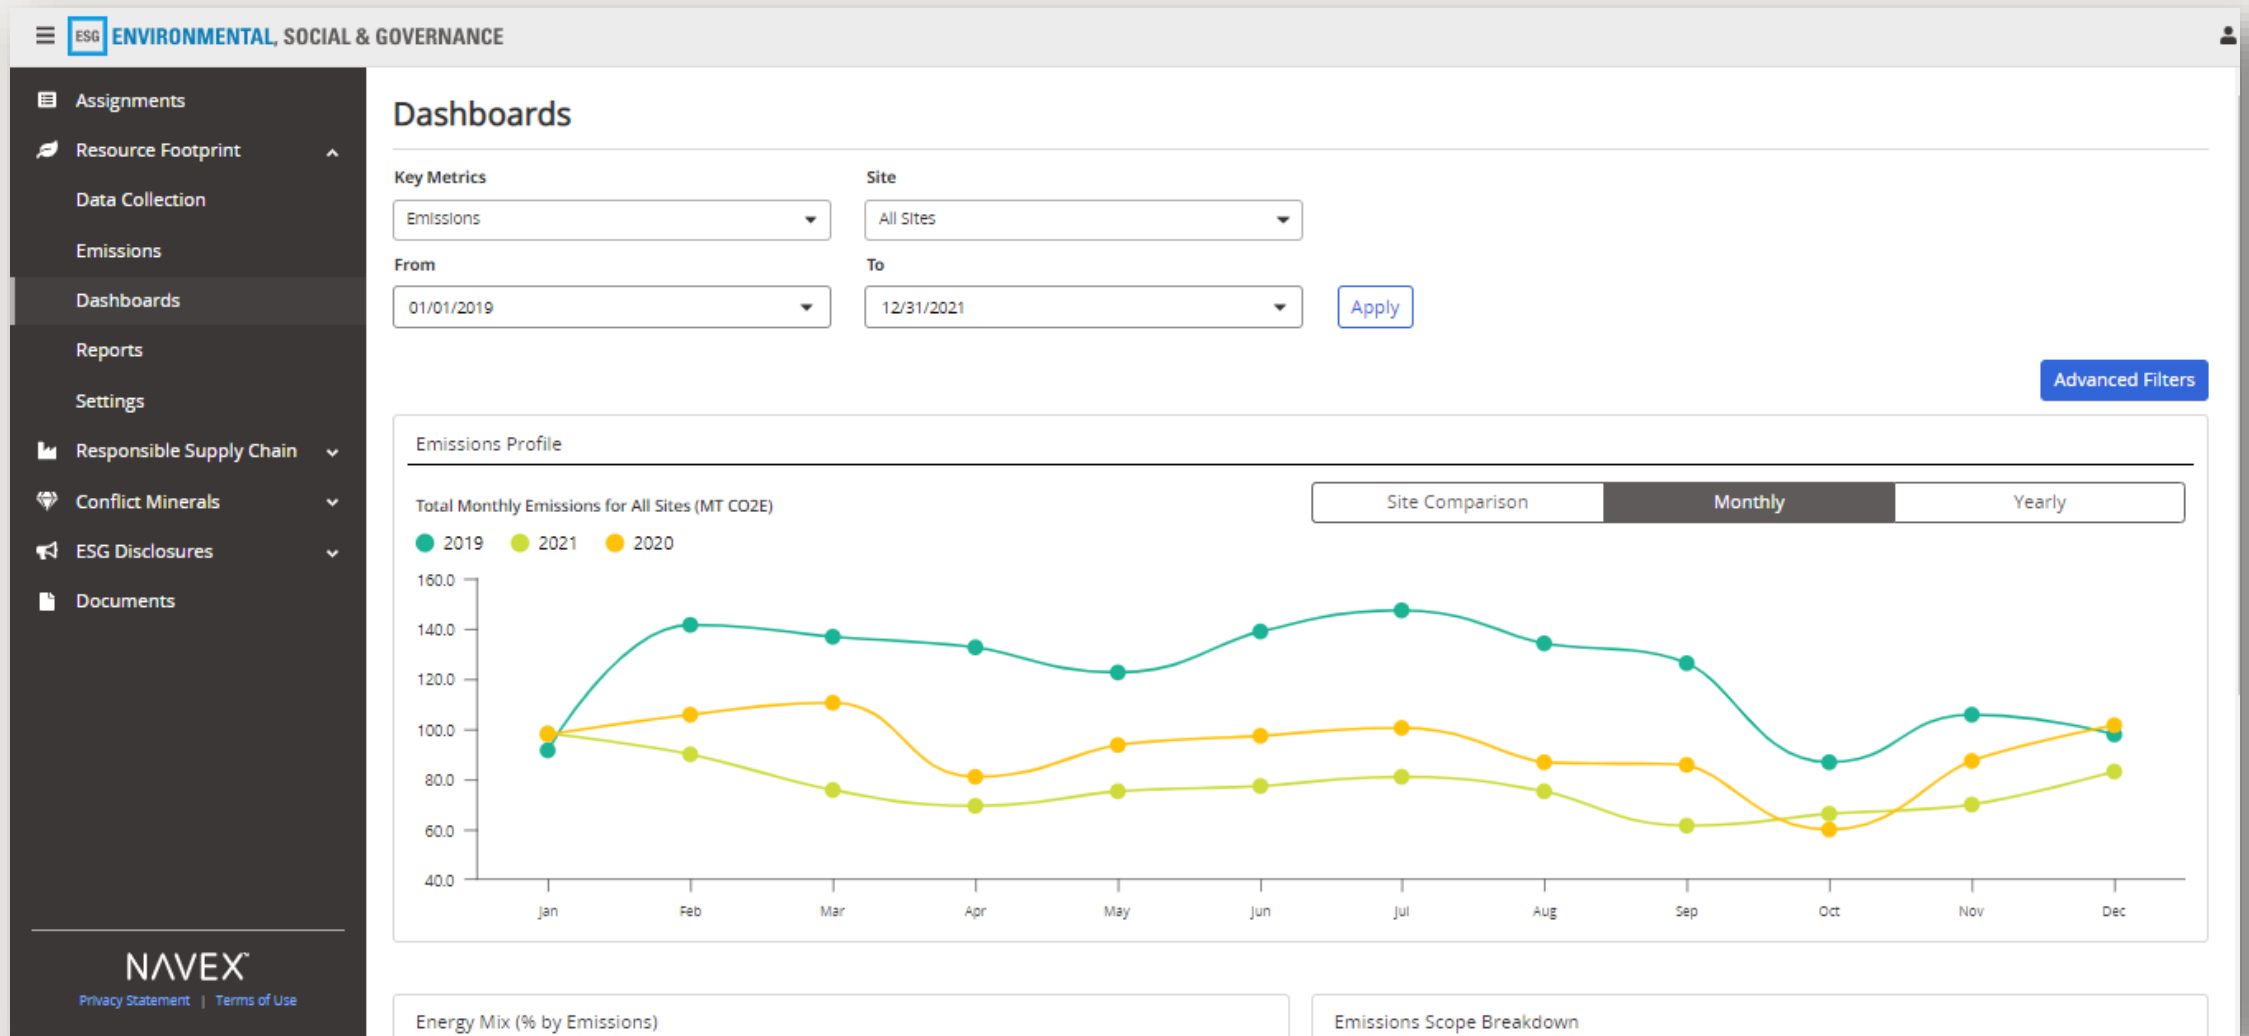 ESG ENVIRONMENTAL, SOCIAL & GOVERNANCE
Assignments
Resource Footprint
Data Collection
Emissions
Dashboards
Reports
Settings
Responsible Supply Chain
Conflict Minerals
ESG Disclosures
Documents
NAVEX™
Privacy Statement | Terms of Use
Dashboards
Key Metrics
Emissions
Site
All Sites
From
01/01/2019
To
12/31/2021
Apply
Advanced Filters
Emissions Profile
Total Monthly Emissions for All Sites (MT CO2E)
Site Comparison
Monthly
Yearly
2019 2021 2020
160.0
140.0
120.0
100.0
80.0
60.0
40.0
Jan Feb Mar Apr May Jun Jul Aug Sep Oct Nov Dec
Energy Mix (% by Emissions)
Emissions Scope Breakdown